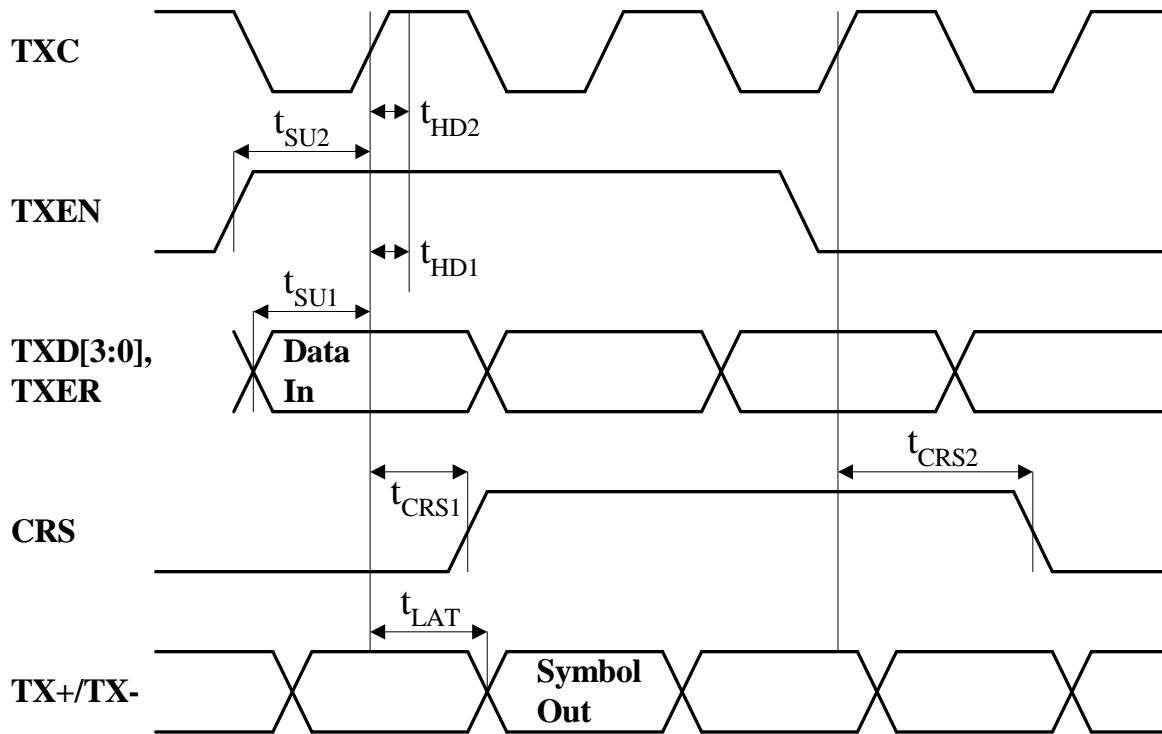 TXC
tHD2
tSU2
TXEN
tHD1
tSU1
TXD[3:0],
TXER
Data
In
tCRS2
tCRS1
CRS
tLAT
TX+/TX-
Symbol
Out